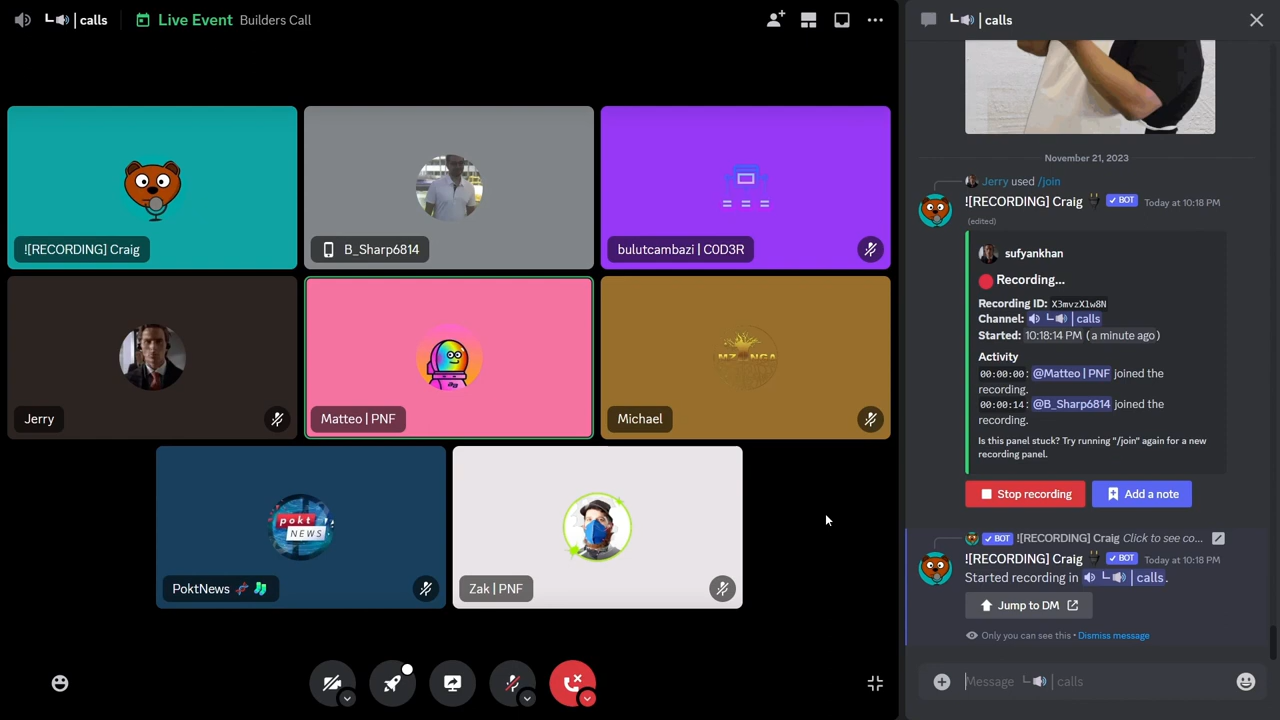 └🔊 | calls
Live Event Builders Call
![RECORDING] Craig
B_Sharp6814
bulutcambazi | C0D3R
Jerry
Matteo | PNF
MZONGA
Michael
pokt
NEWS
PoktNews
Zak | PNF
└🔊 | calls
November 21, 2023
Jerry used /join
![RECORDING] Craig ✓ BOT Today at 10:18 PM
(edited)
sufyankhan
Recording...
Recording ID: X3mvzX1w8N
Channel: └🔊 | calls
Started: 10:18:14 PM (a minute ago)
Activity
00:00:00: @Matteo | PNF joined the
recording.
00:00:14: @B_Sharp6814 joined the
recording.
Is this panel stuck? Try running "/join" again for a new
recording panel.
Stop recording
Add a note
✓ BOT ![RECORDING] Craig Click to see co...
![RECORDING] Craig ✓ BOT Today at 10:18 PM
Started recording in └🔊 | calls.
Jump to DM
Only you can see this • Dismiss message
Message └🔊 | calls